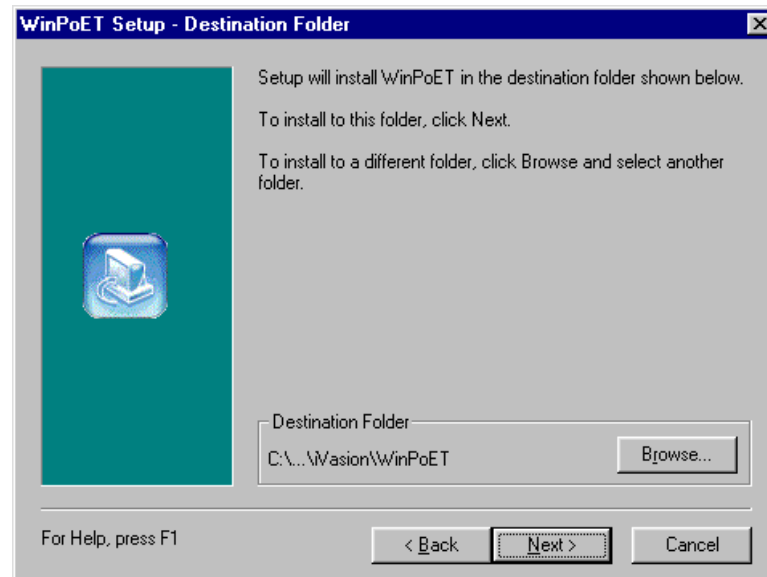 WinPoET Setup - Destination Folder
Setup will install WinPoET in the destination folder shown below.
To install to this folder, click Next.
To install to a different folder, click Browse and select another
folder.
Destination Folder
C:\...\iVasion\WinPoET
Browse...
For Help, press F1
< Back
Next >
Cancel